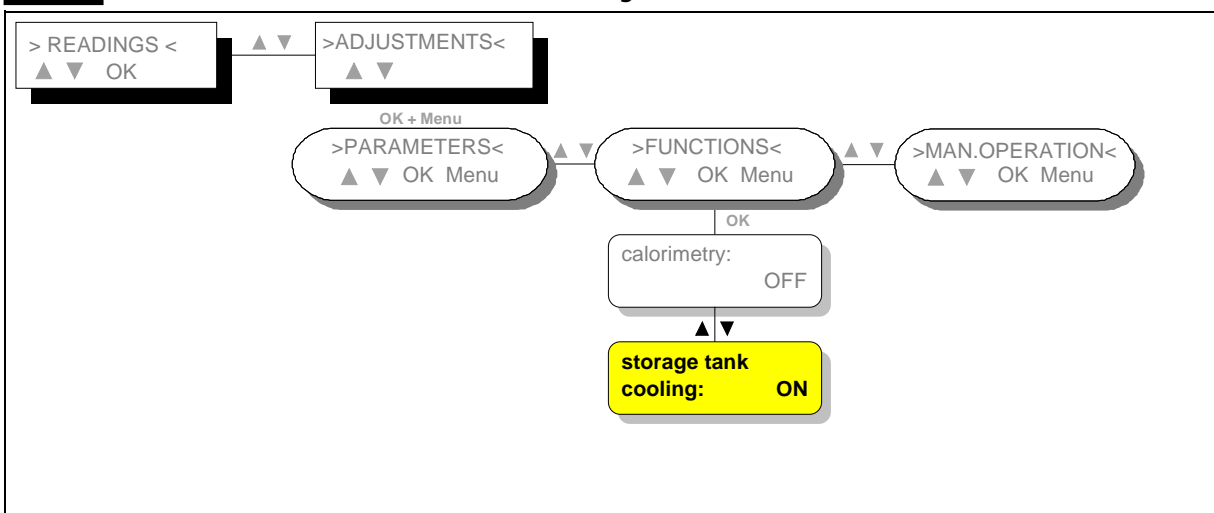 > READINGS <
▲ ▼ OK
▲ ▼
>ADJUSTMENTS<
▲ ▼
OK + Menu
>PARAMETERS<
▲ ▼ OK Menu
▲ ▼
>FUNCTIONS<
▲ ▼ OK Menu
▲ ▼
>MAN.OPERATION<
▲ ▼ OK Menu
OK
calorimetry:
OFF
▲ ▼
storage tank
cooling: ON